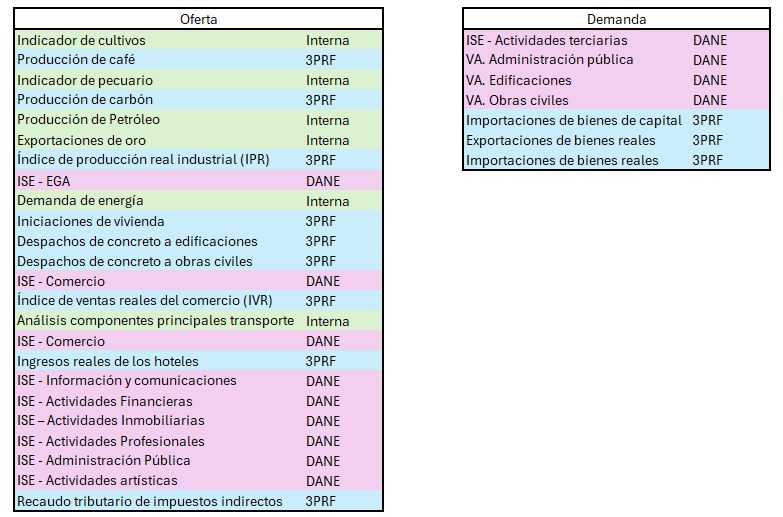 Oferta
Indicador de cultivos Interna
Producción de café 3PRF
Indicador de pecuario Interna
Producción de carbón 3PRF
Producción de Petróleo Interna
Exportaciones de oro Interna
Índice de producción real industrial (IPR) 3PRF
ISE - EGA DANE
Demanda de energía Interna
Iniciaciones de vivienda 3PRF
Despachos de concreto a edificaciones 3PRF
Despachos de concreto a obras civiles 3PRF
ISE - Comercio DANE
Índice de ventas reales del comercio (IVR) 3PRF
Análisis componentes principales transporte Interna
ISE - Comercio DANE
Ingresos reales de los hoteles 3PRF
ISE - Información y comunicaciones DANE
ISE - Actividades Financieras DANE
ISE – Actividades Inmobiliarias DANE
ISE - Actividades Profesionales DANE
ISE - Administración Pública DANE
ISE - Actividades artísticas DANE
Recaudo tributario de impuestos indirectos 3PRF
Demanda
ISE - Actividades terciarias DANE
VA. Administración pública DANE
VA. Edificaciones DANE
VA. Obras civiles DANE
Importaciones de bienes de capital 3PRF
Exportaciones de bienes reales 3PRF
Importaciones de bienes reales 3PRF